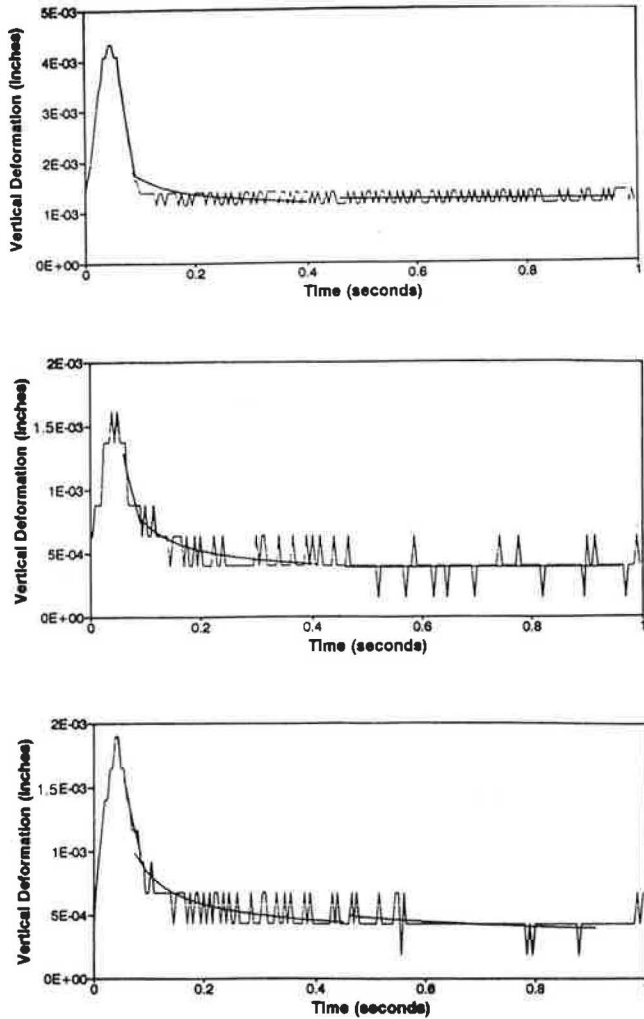 5E-03
4E-03
3E-03
2E-03
1E-03
0E+00
Vertical Deformation (Inches)
0 0.2 0.4 0.6 0.8 1
Time (seconds)
2E-03
1.5E-03
1E-03
5E-04
0E+00
Vertical Deformation (Inches)
0 0.2 0.4 0.6 0.8 1
Time (seconds)
2E-03
1.5E-03
1E-03
5E-04
0E+00
Vertical Deformation (Inches)
0 0.2 0.4 0.6 0.8
Time (seconds)